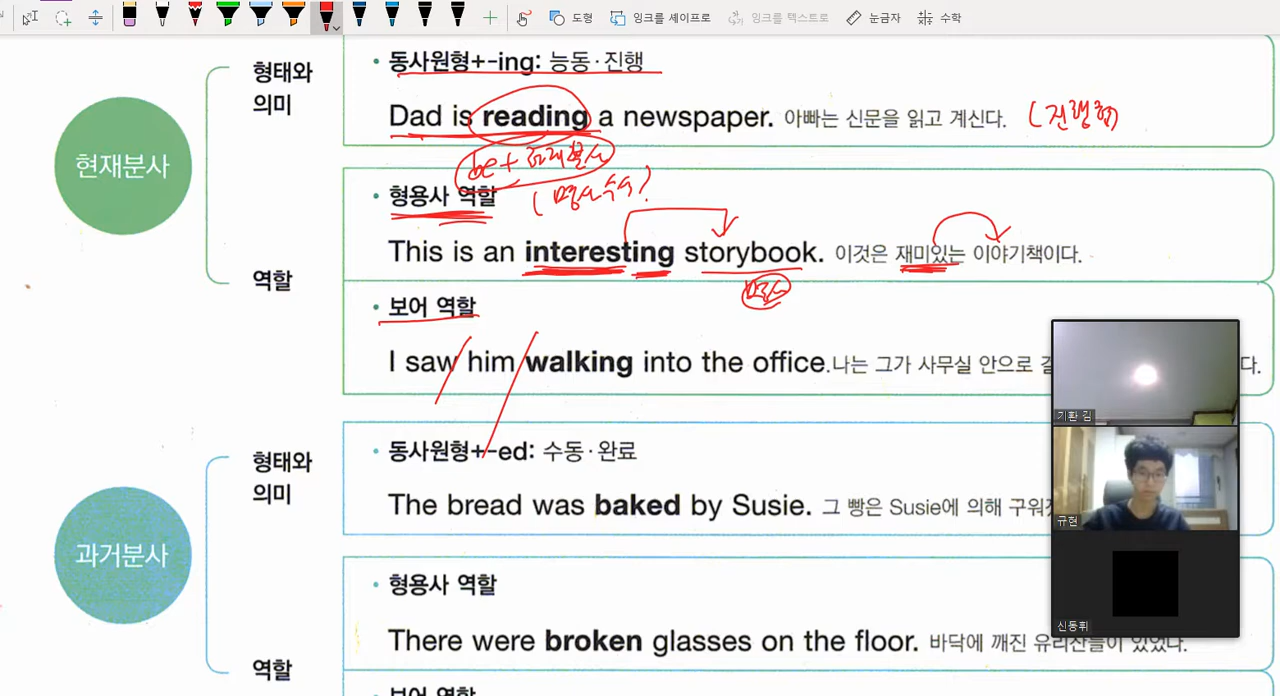 도형
잉크를 셰이프로
잉크를 텍스트로
눈금자
수학
형태와
의미
• 동사원형+-ing: 능동·진행
Dad is reading a newspaper. 아빠는 신문을 읽고 계신다. (진행형)
현재분사
be + 현재분사
• 형용사 역할
(명사 수식)
This is an interesting storybook. 이것은 재미있는 이야기책이다.
역할
명사
• 보어 역할
I saw him walking into the office. 나는 그가 사무실 안으로
다.
기환 김
형태와
의미
• 동사원형+-ed: 수동·완료
The bread was baked by Susie. 그 빵은 Susie에 의해
규현
과거분사
• 형용사 역할
There were broken glasses on the floor. 바닥에 깨진 유리잔들이 있었다.
신동휘
역할
보어 역할